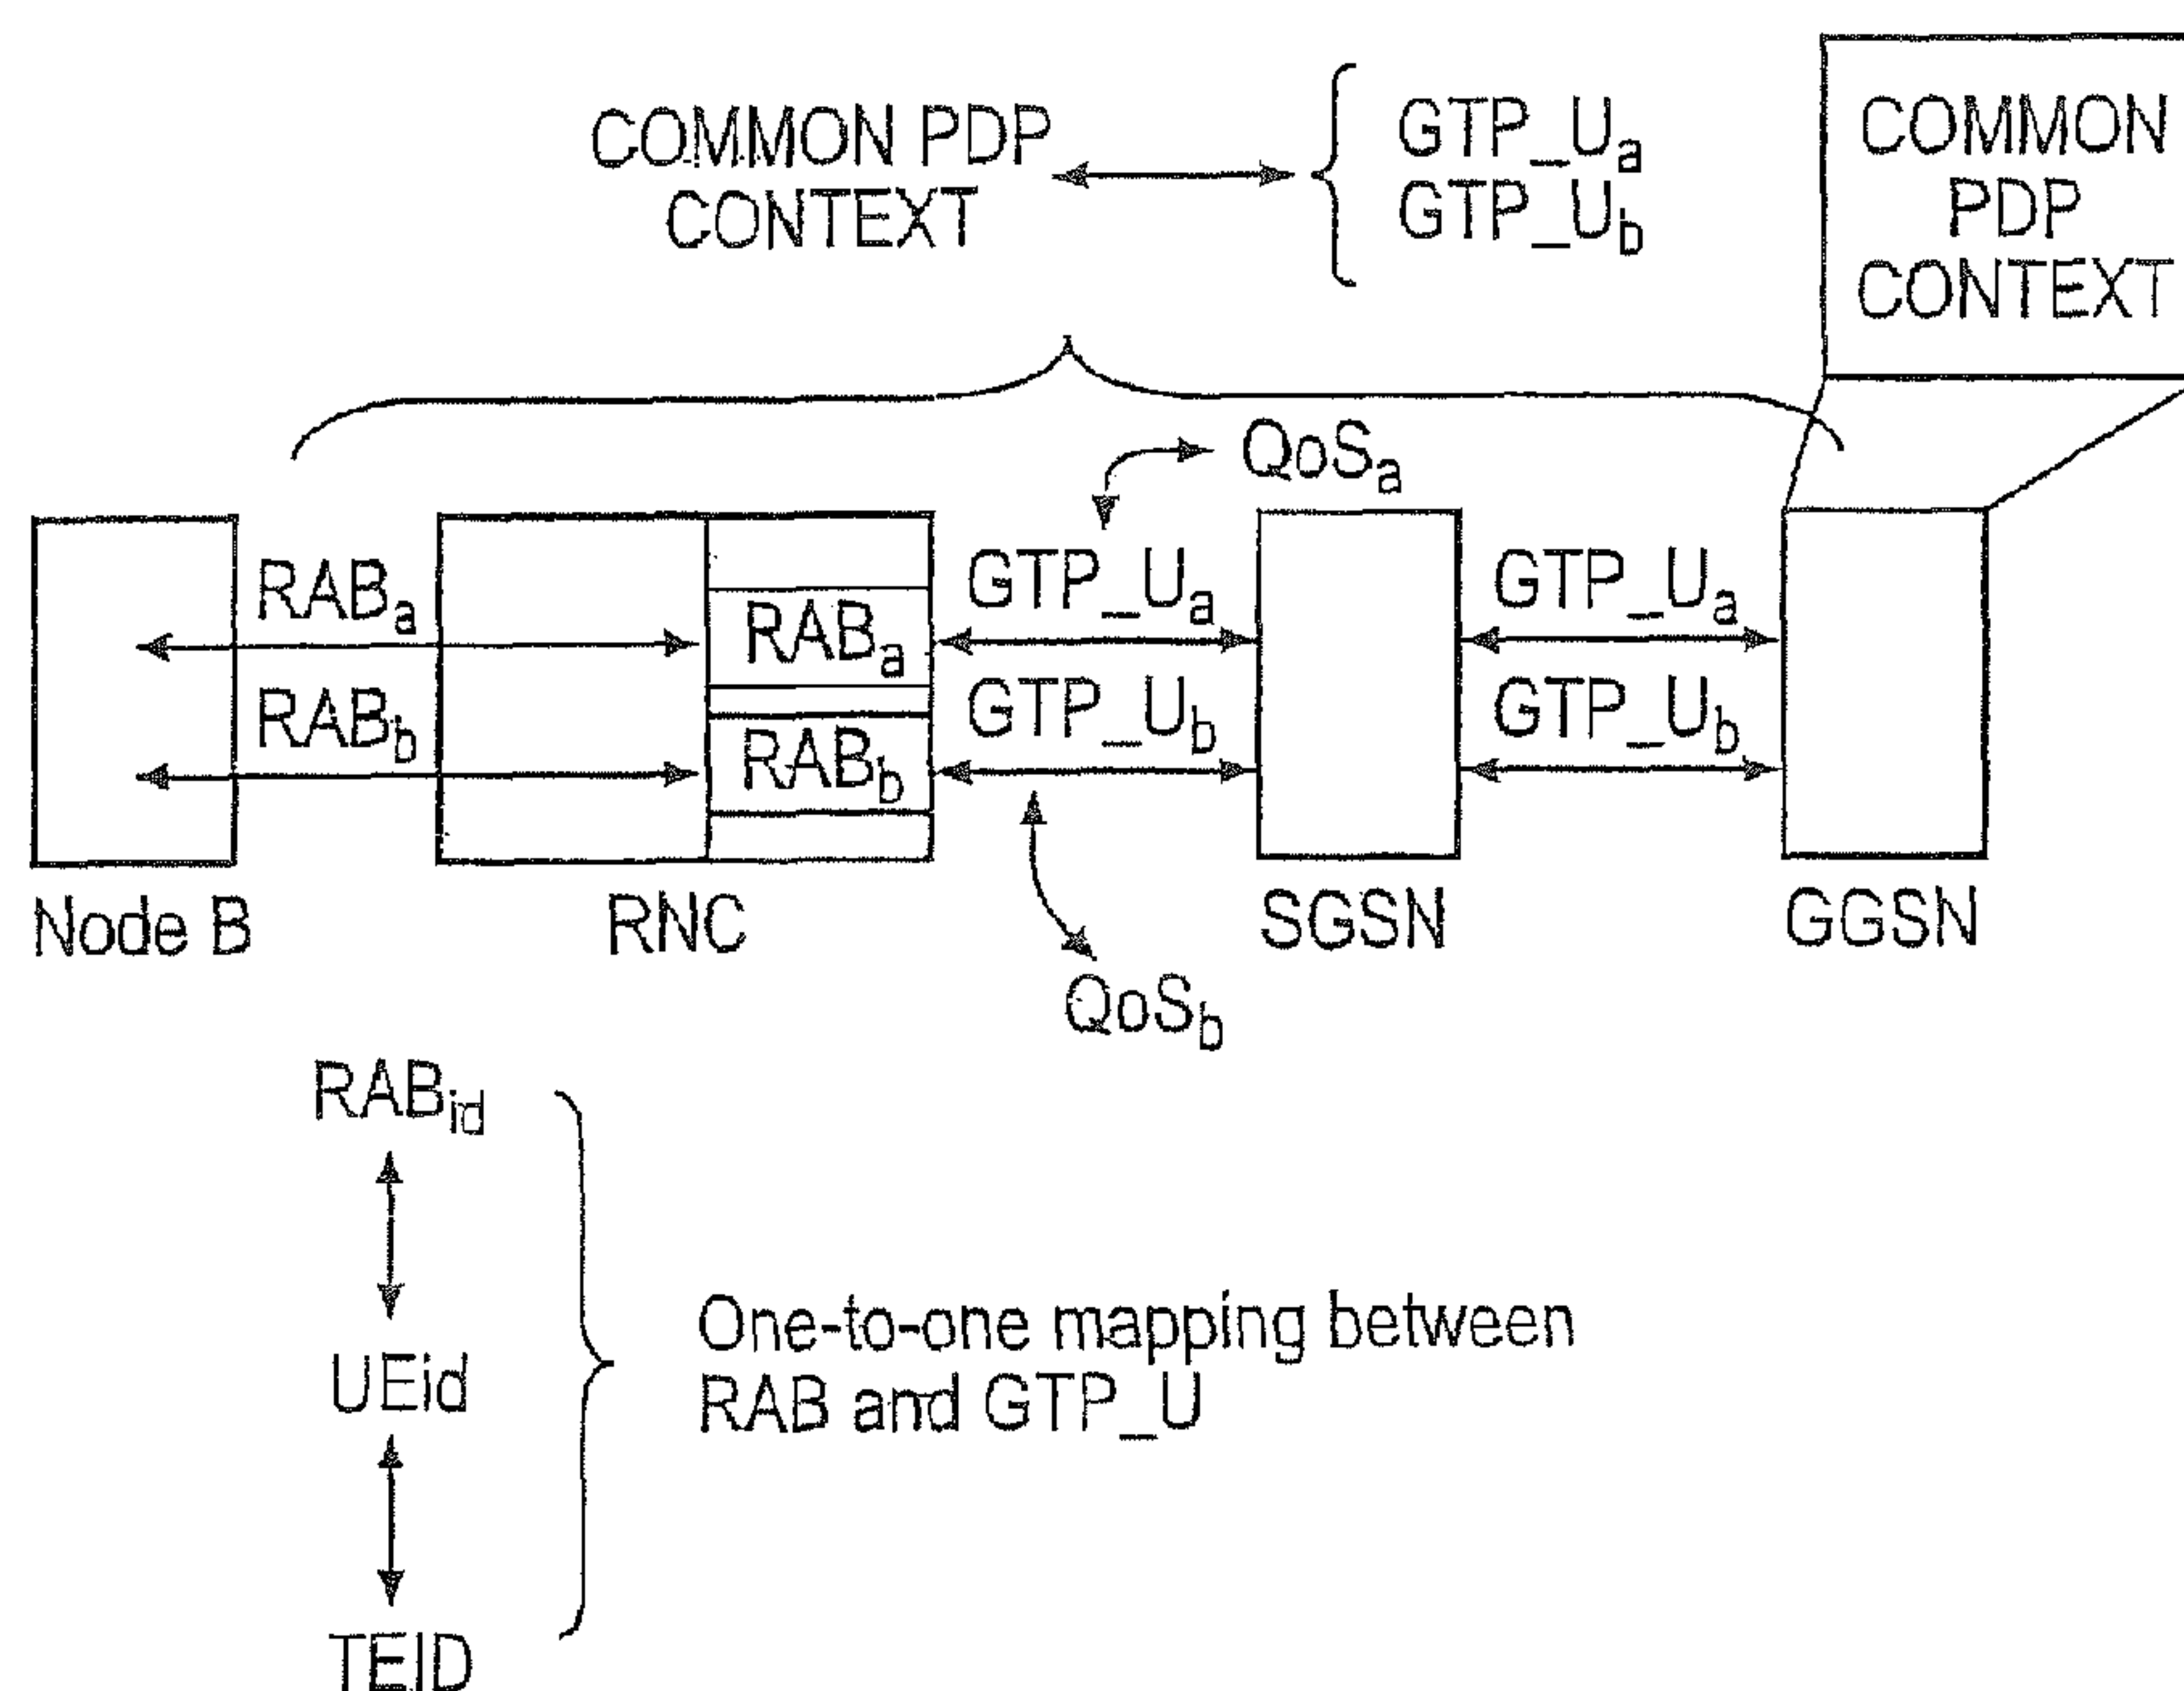 COMMON PDP
CONTEXT
GTP_Ua
GTP_Ub
COMMON
PDP
CONTEXT
QoSa
RABa
RABb
RABa
RABb
GTP_Ua
GTP_Ub
GTP_Ua
GTP_Ub
Node B
RNC
SGSN
GGSN
QoSb
RABid
UEid
TEID
One-to-one mapping between
RAB and GTP_U